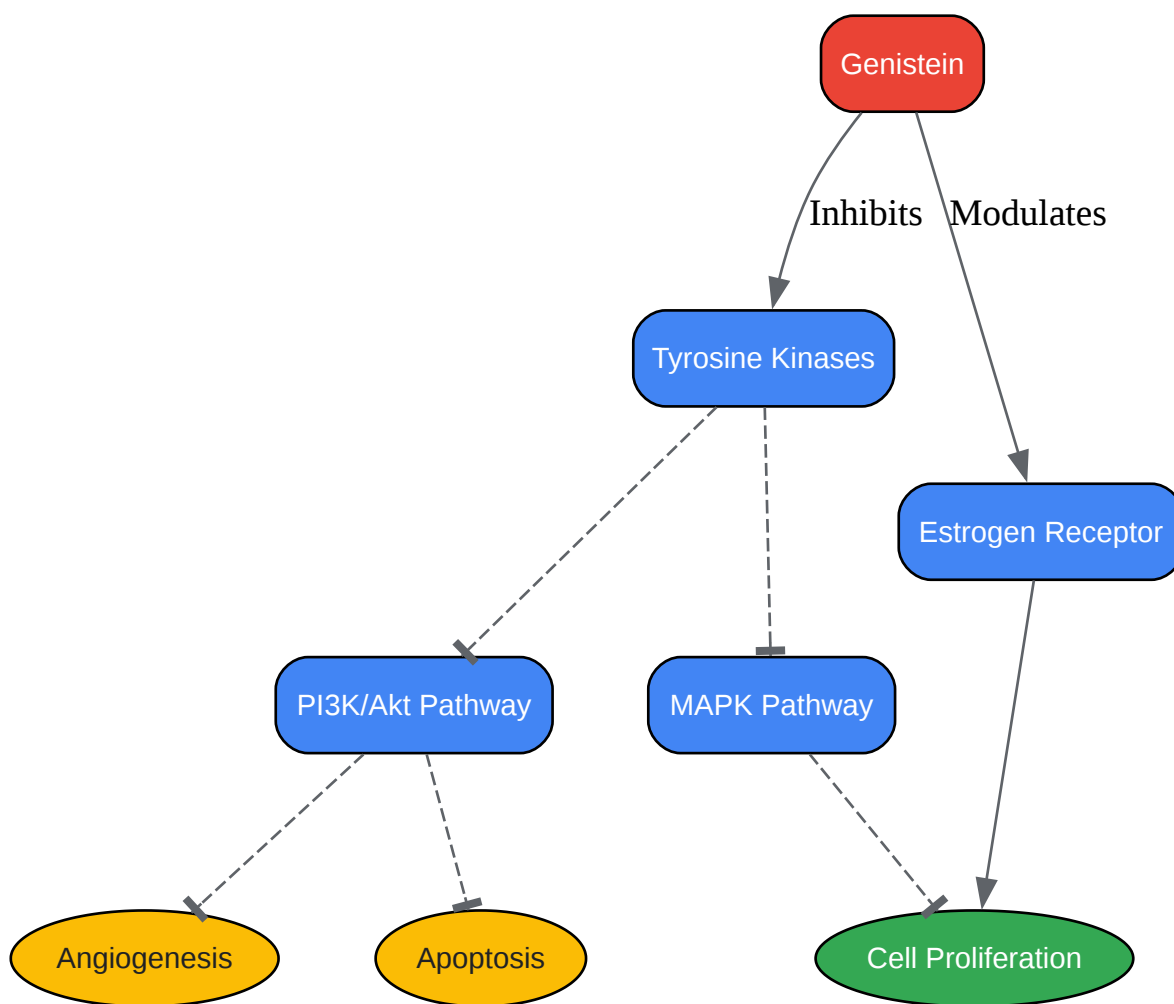 Genistein
Inhibits
Modulates
Tyrosine Kinases
Estrogen Receptor
PI3K/Akt Pathway
MAPK Pathway
Angiogenesis
Apoptosis
Cell Proliferation